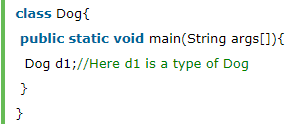 class Dog{
public static void main(String args[]){
Dog d1;//Here d1 is a type of Dog
}
}